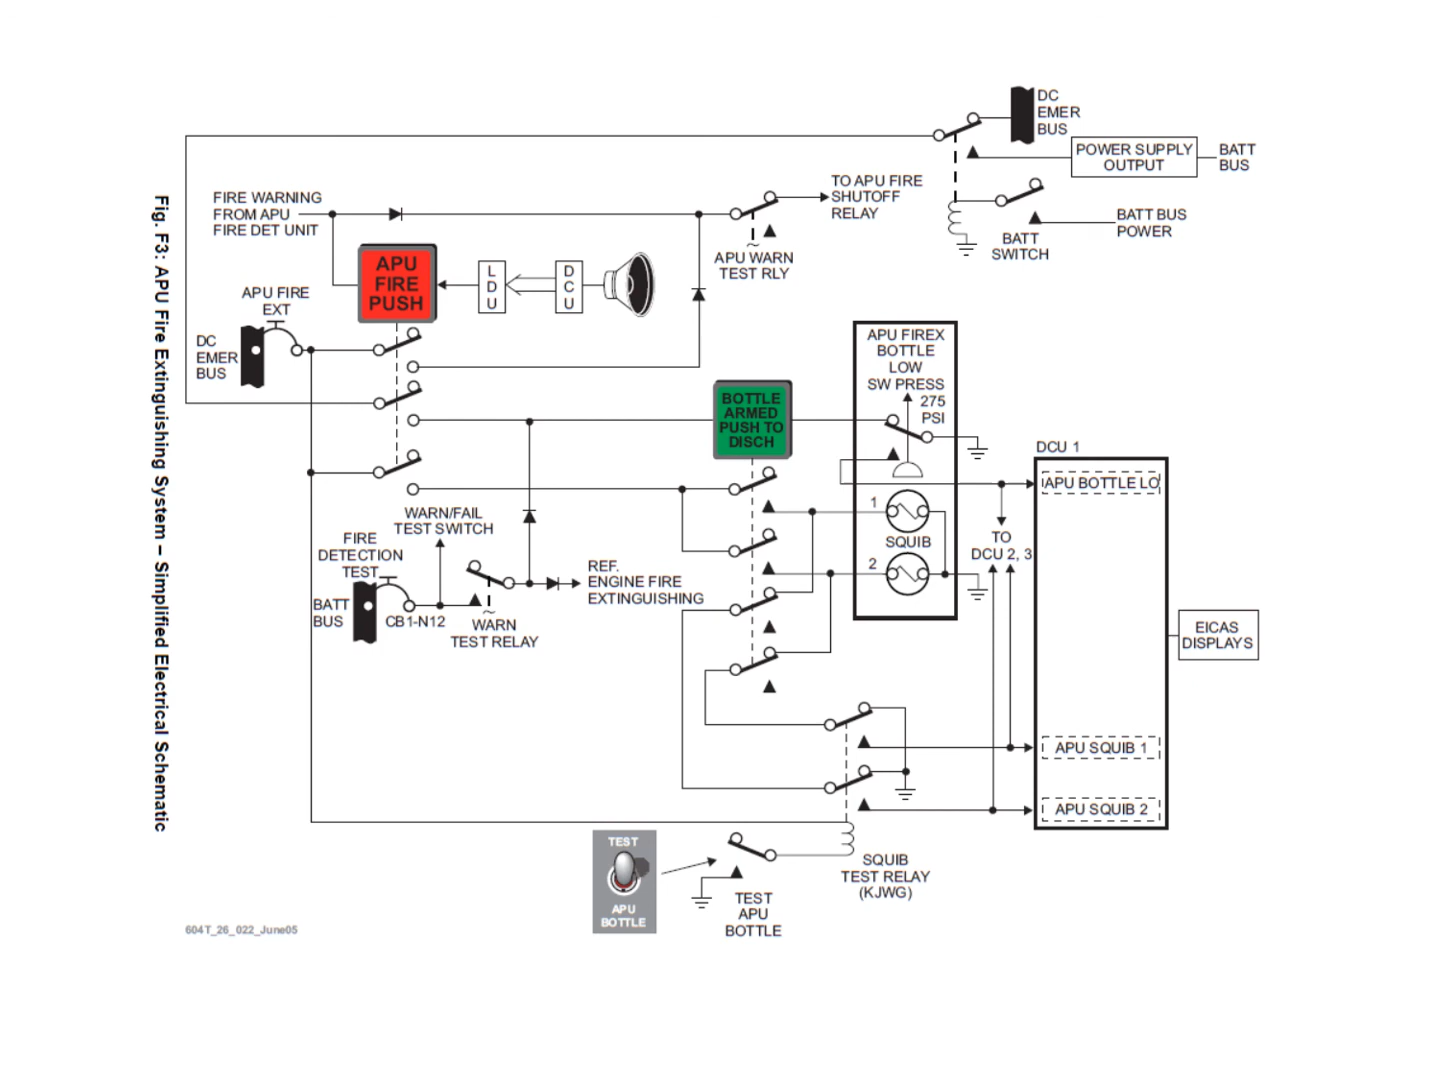 Fig. F3: APU Fire Extinguishing System – Simplified Electrical Schematic
DC
EMER
BUS
POWER SUPPLY
OUTPUT
BATT
BUS
BATT BUS
POWER
BATT
SWITCH
TO APU FIRE
SHUTOFF
RELAY
APU WARN
TEST RLY
FIRE WARNING
FROM APU
FIRE DET UNIT
APU
FIRE
PUSH
L
D
U
D
C
U
APU FIRE
EXT
DC
EMER
BUS
APU FIREX
BOTTLE
LOW
SW PRESS
275
PSI
BOTTLE
ARMED
PUSH TO
DISCH
DCU 1
APU BOTTLE LO
1
SQUIB
2
TO
DCU 2, 3
WARN/FAIL
TEST SWITCH
FIRE
DETECTION
TEST
BATT
BUS
CB1-N12
WARN
TEST RELAY
REF.
ENGINE FIRE
EXTINGUISHING
EICAS
DISPLAYS
APU SQUIB 1
APU SQUIB 2
TEST
APU
BOTTLE
TEST
APU
BOTTLE
SQUIB
TEST RELAY
(KJWG)
604T_26_022_June05